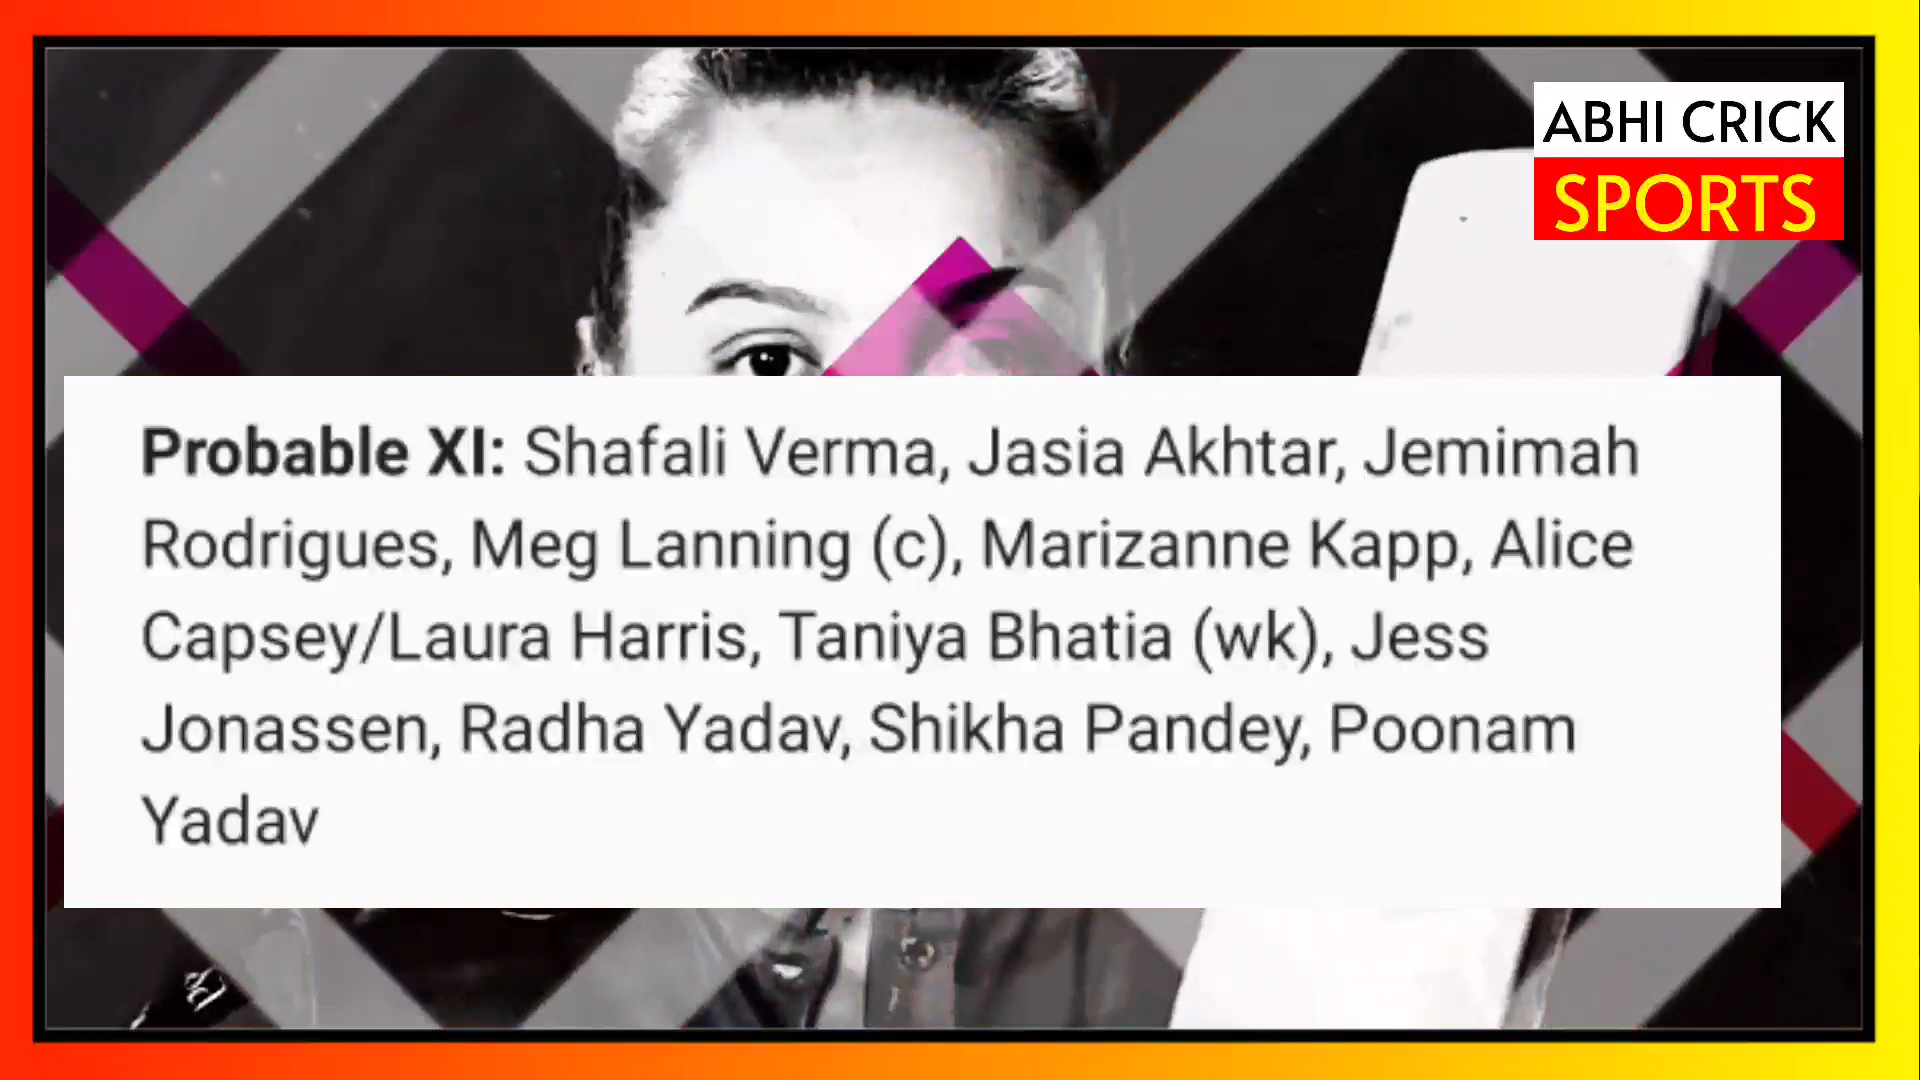 ABHI CRICK
SPORTS
Probable XI: Shafali Verma, Jasia Akhtar, Jemimah
Rodrigues, Meg Lanning (c), Marizanne Kapp, Alice
Capsey/Laura Harris, Taniya Bhatia (wk), Jess
Jonassen, Radha Yadav, Shikha Pandey, Poonam
Yadav